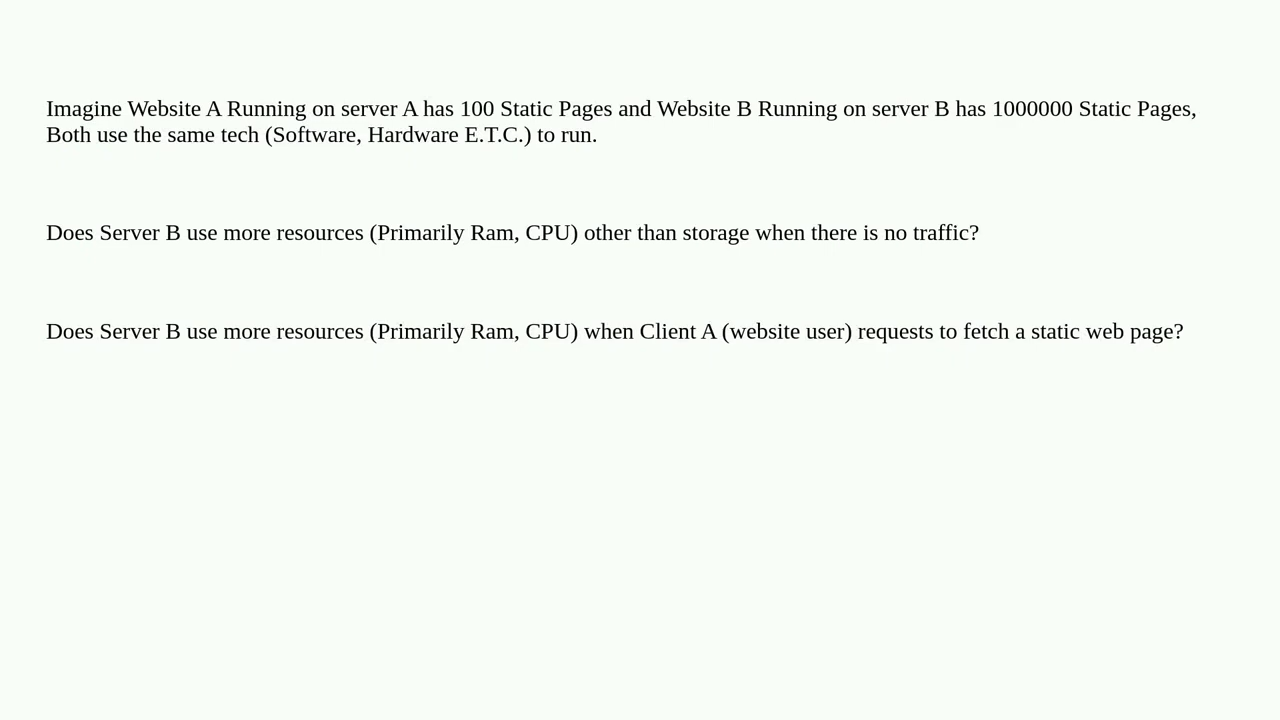 Imagine Website A Running on server A has 100 Static Pages and Website B Running on server B has 1000000 Static Pages,
Both use the same tech (Software, Hardware E.T.C.) to run.
Does Server B use more resources (Primarily Ram, CPU) other than storage when there is no traffic?
Does Server B use more resources (Primarily Ram, CPU) when Client A (website user) requests to fetch a static web page?